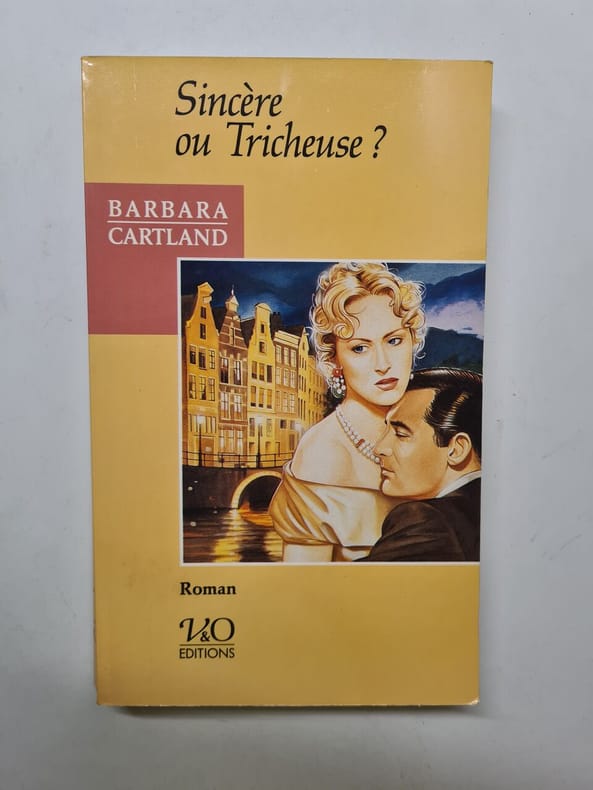 Sincère
ou Tricheuse ?
BARBARA
CARTLAND
Roman
V&O
EDITIONS